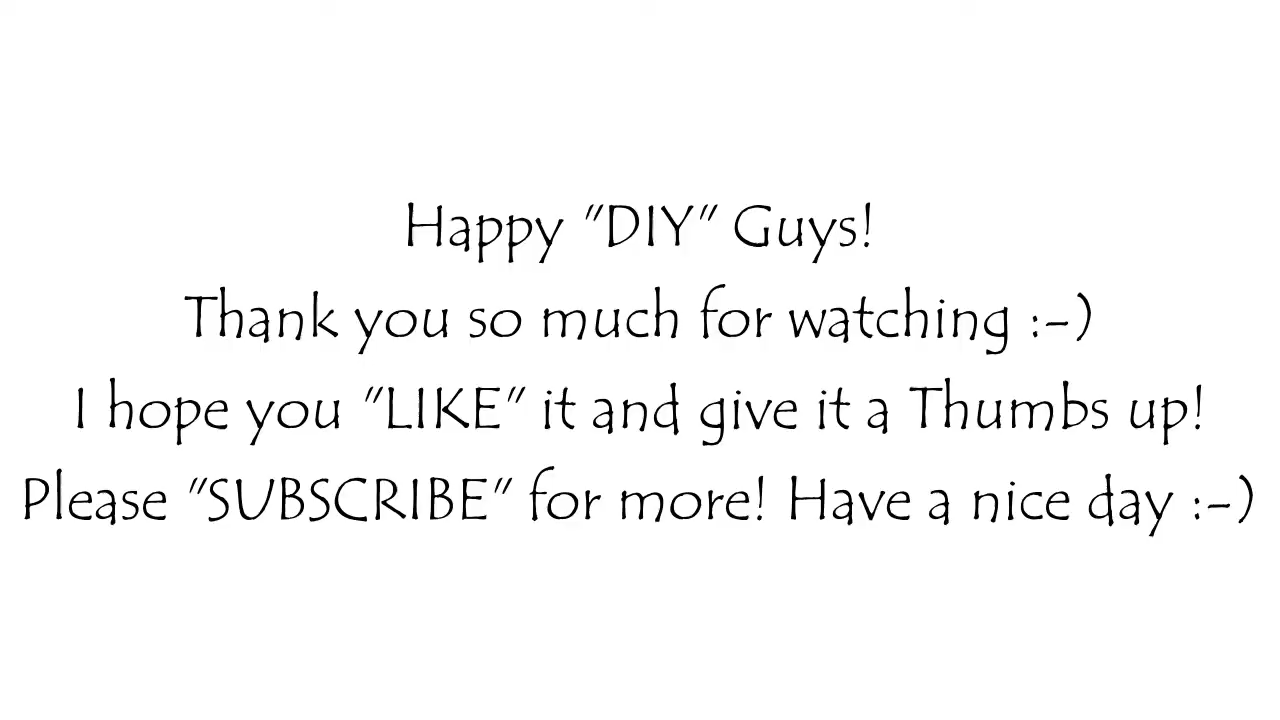 Happy "DIY" Guys!
Thank you so much for watching :-)
I hope you "LIKE" it and give it a Thumbs up!
Please "SUBSCRIBE" for more! Have a nice day :-)